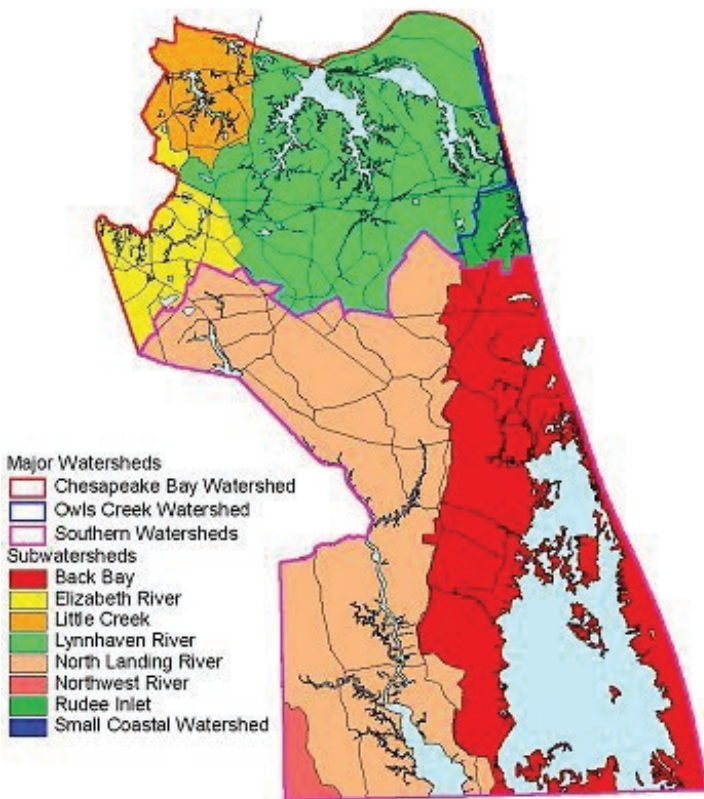 Major Watersheds
Chesapeake Bay Watershed
Owls Creek Watershed
Southern Watersheds
Subwatersheds
Back Bay
Elizabeth River
Little Creek
Lynnhaven River
North Landing River
Northwest River
Rudee Inlet
Small Coastal Watershed